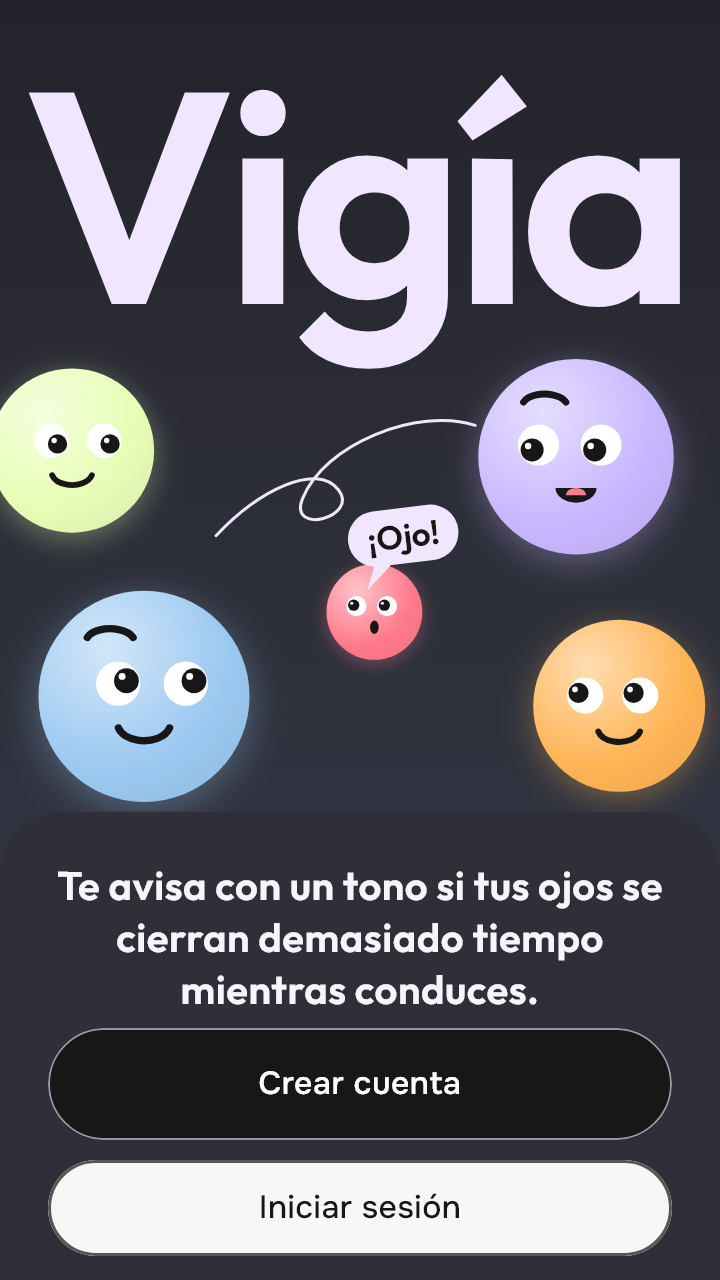 Vigía
¡Ojo!
Te avisa con un tono si tus ojos se
cierran demasiado tiempo
mientras conduces.
Crear cuenta
Iniciar sesión